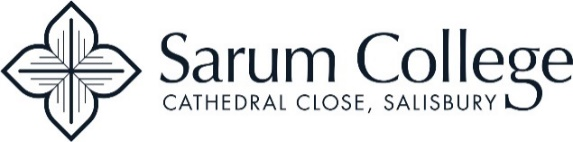 Sarum College
CATHEDRAL CLOSE, SALISBURY